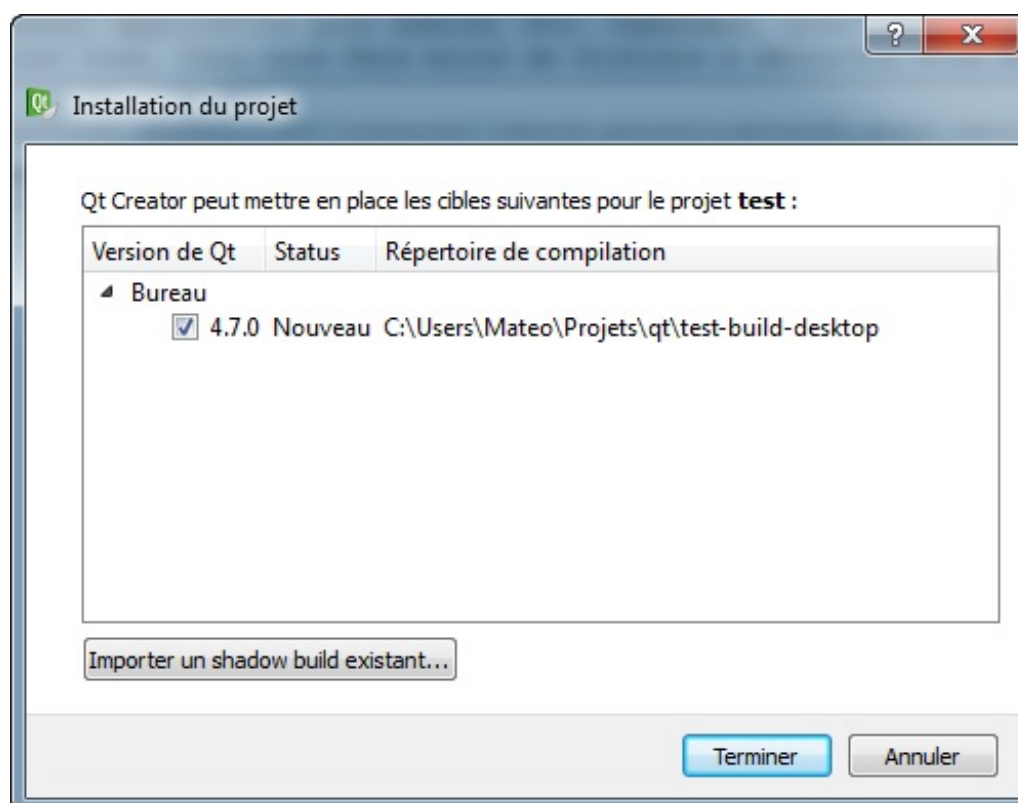 Installation du projet
Qt Creator peut mettre en place les cibles suivantes pour le projet test :
Version de Qt Status Répertoire de compilation
Bureau
4.7.0 Nouveau C:\Users\Mateo\Projets\qt\test-build-desktop
Importer un shadow build existant...
Terminer Annuler